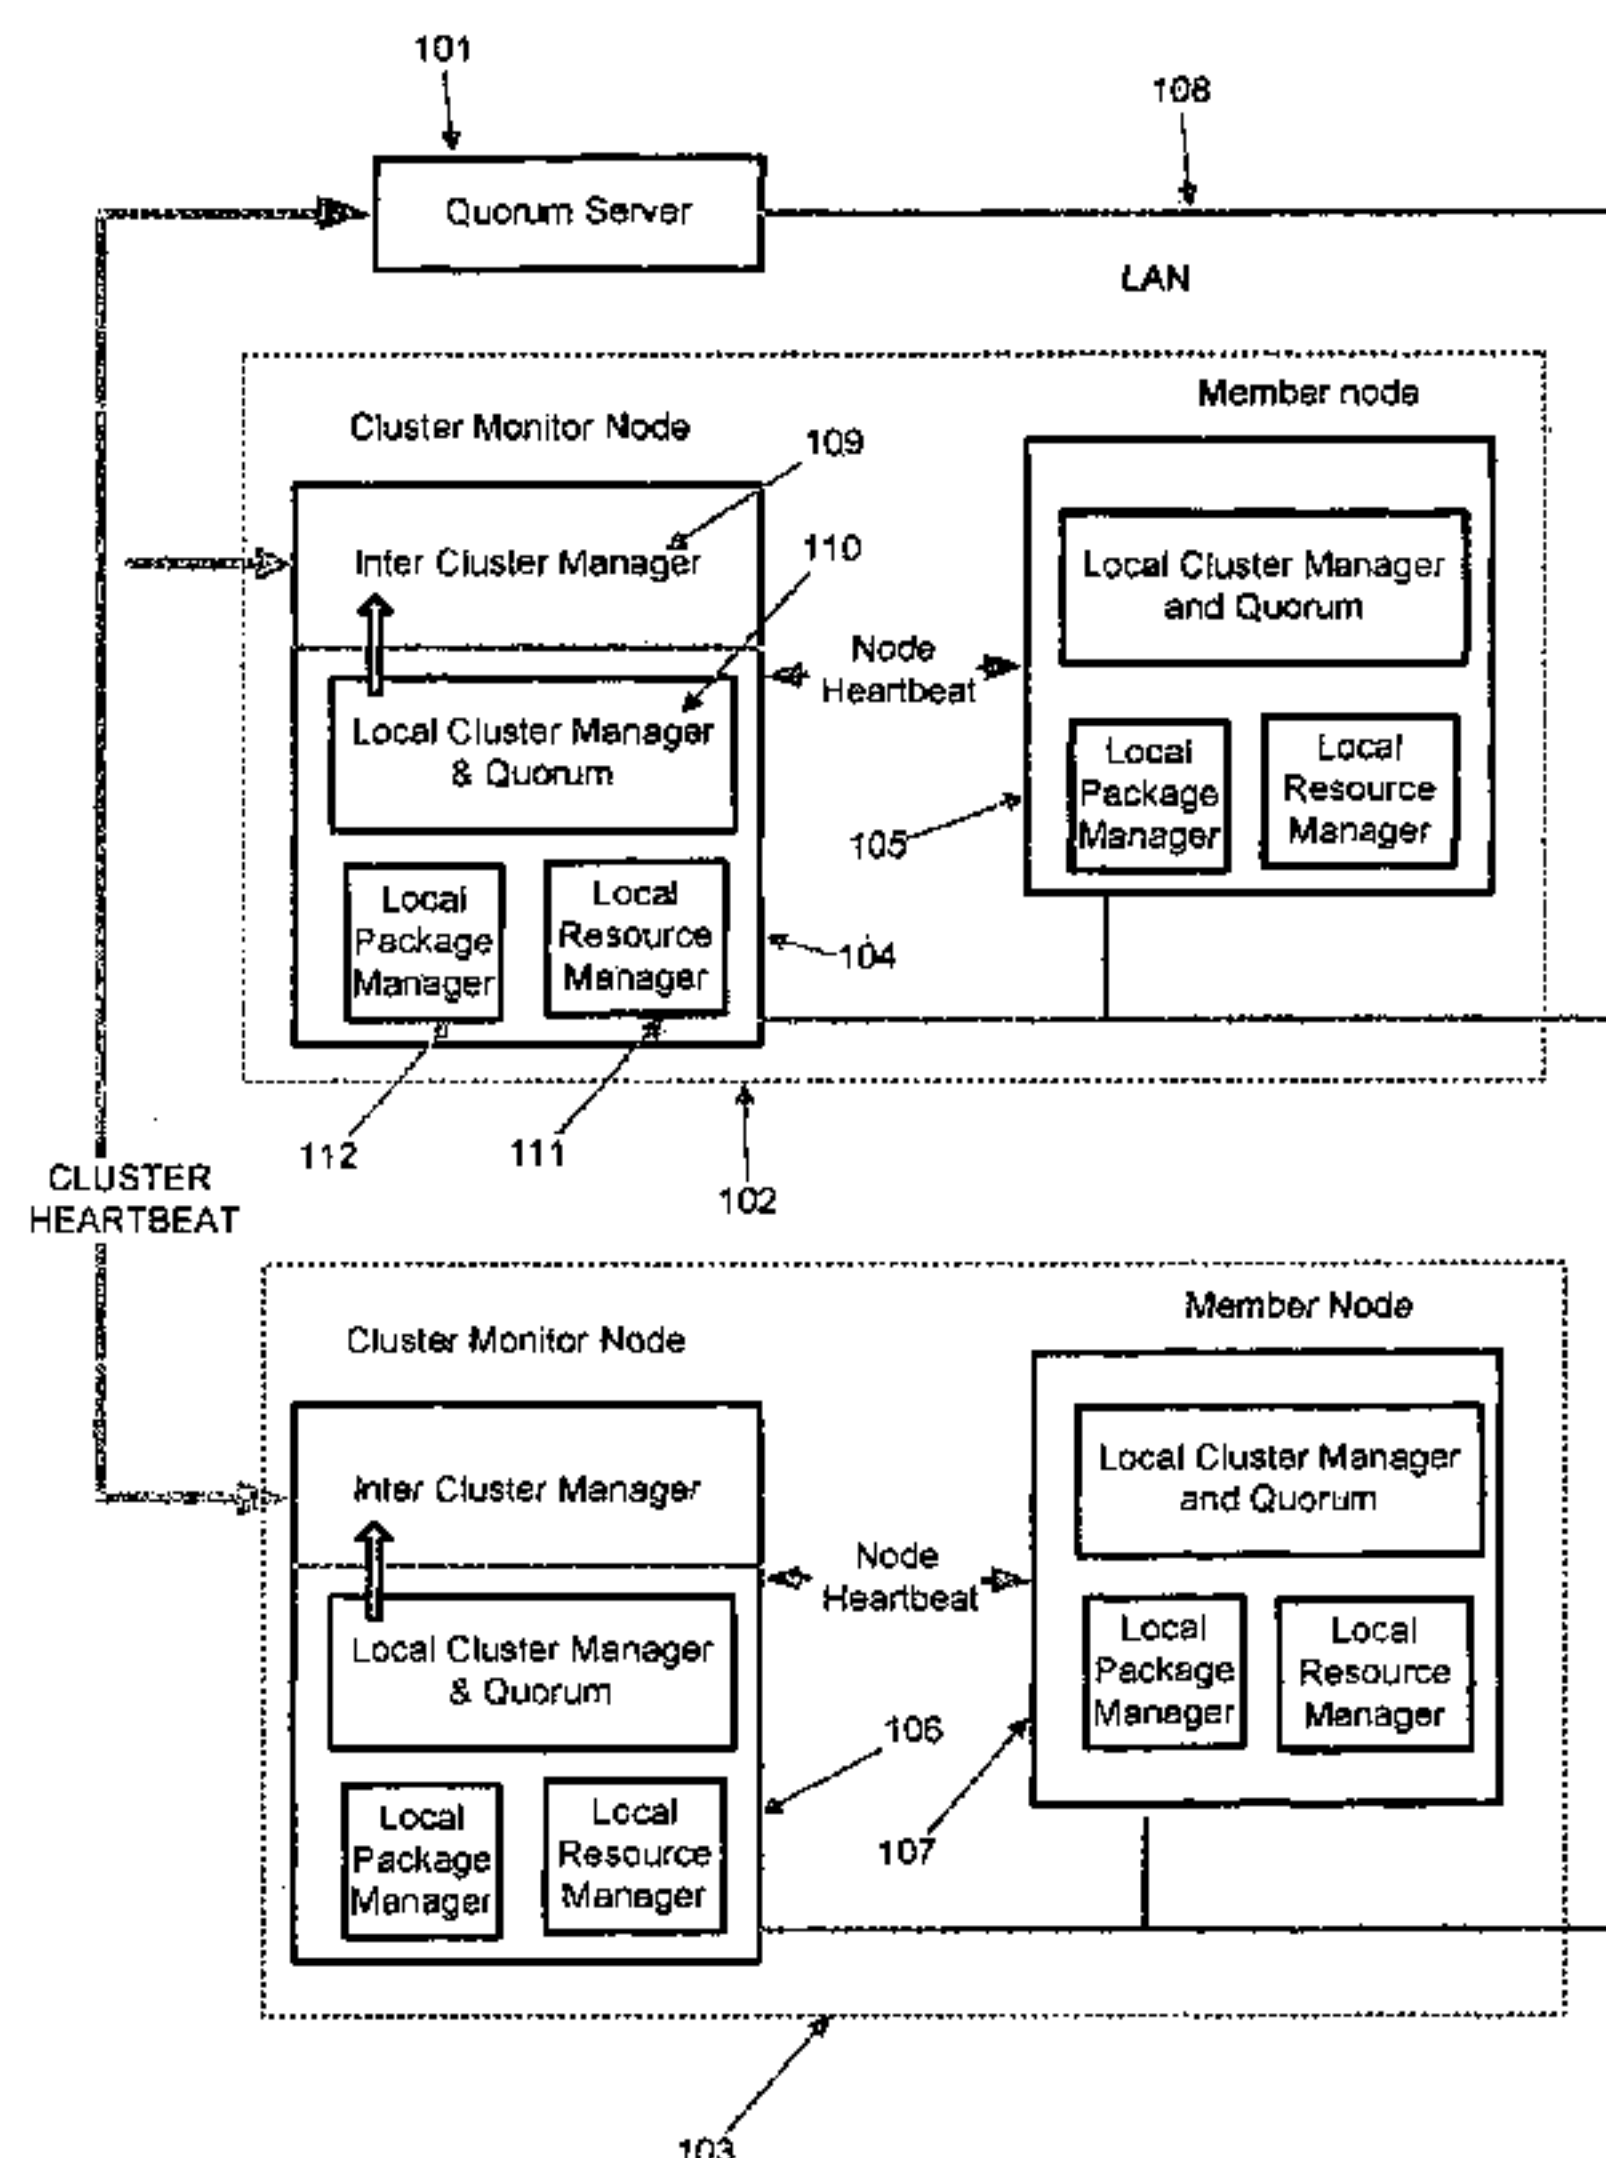 101
108
Quorum Server
LAN
Member node
Cluster Monitor Node
109
Inter Cluster Manager
110
Local Cluster Manager
and Quorum
Node
Heartbeat
Local Cluster Manager
& Quorum
Local
Package
Manager
Local
Resource
Manager
105
Local
Package
Manager
Local
Resource
Manager
104
112
111
102
CLUSTER
HEARTBEAT
Member Node
Cluster Monitor Node
Inter Cluster Manager
Local Cluster Manager
and Quorum
Node
Heartbeat
Local Cluster Manager
& Quorum
Local
Package
Manager
Local
Resource
Manager
106
107
Local
Package
Manager
Local
Resource
Manager
103